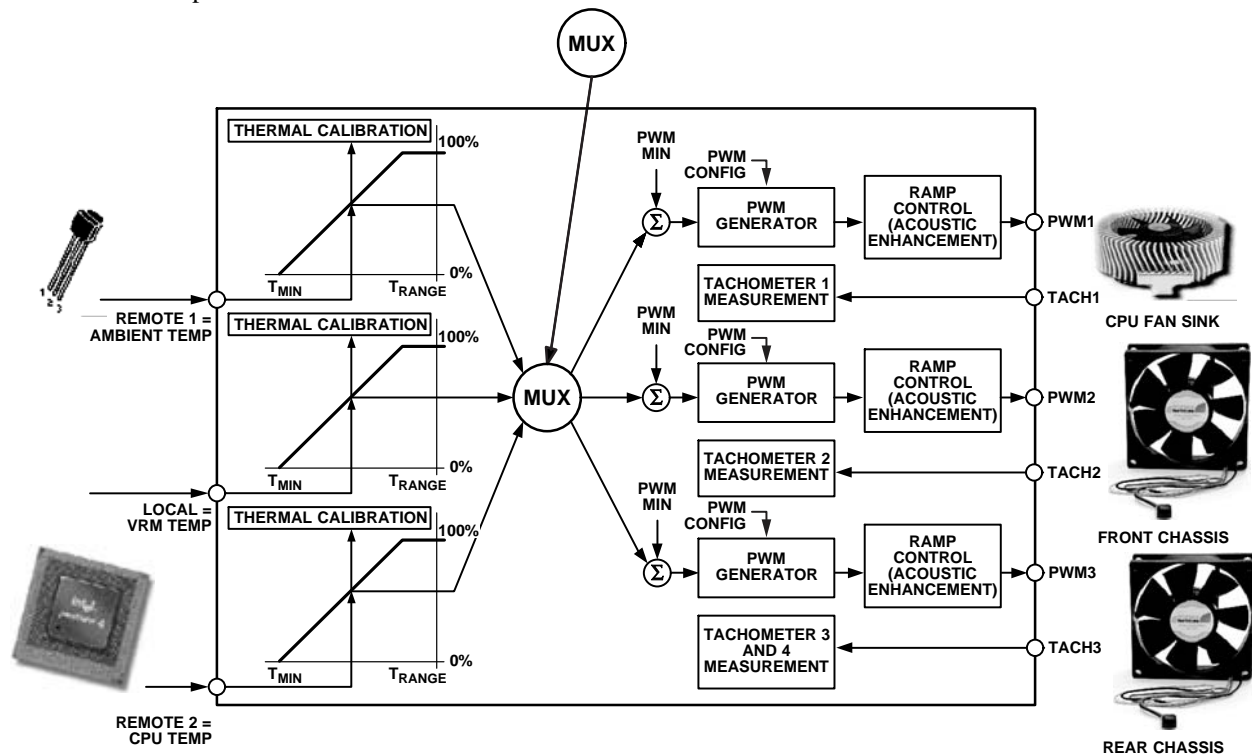 MUX
THERMAL CALIBRATION
100%
0%
T MIN
T RANGE
REMOTE 1 =
AMBIENT TEMP
THERMAL CALIBRATION
100%
0%
T MIN
T RANGE
LOCAL =
VRM TEMP
THERMAL CALIBRATION
100%
0%
T MIN
T RANGE
REMOTE 2 =
CPU TEMP
1
2
3
intel
MUX
PWM
MIN
Σ
PWM
CONFIG
PWM
GENERATOR
RAMP
CONTROL
(ACOUSTIC
ENHANCEMENT)
PWM1
TACHOMETER 1
MEASUREMENT
TACH1
CPU FAN SINK
PWM
MIN
Σ
PWM
CONFIG
PWM
GENERATOR
RAMP
CONTROL
(ACOUSTIC
ENHANCEMENT)
PWM2
TACHOMETER 2
MEASUREMENT
TACH2
FRONT CHASSIS
PWM
MIN
Σ
PWM
CONFIG
PWM
GENERATOR
RAMP
CONTROL
(ACOUSTIC
ENHANCEMENT)
PWM3
TACHOMETER 3
AND 4
MEASUREMENT
TACH3
REAR CHASSIS